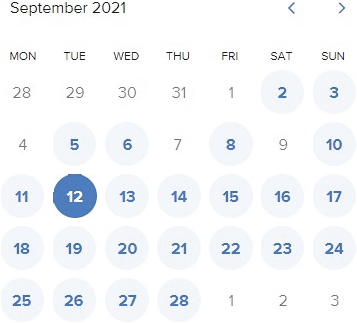 September 2021
MON TUE WED THU FRI SAT SUN
28 29 30 31 1 2 3
4 5 6 7 8 9 10
11 12 13 14 15 16 17
18 19 20 21 22 23 24
25 26 27 28 1 2 3